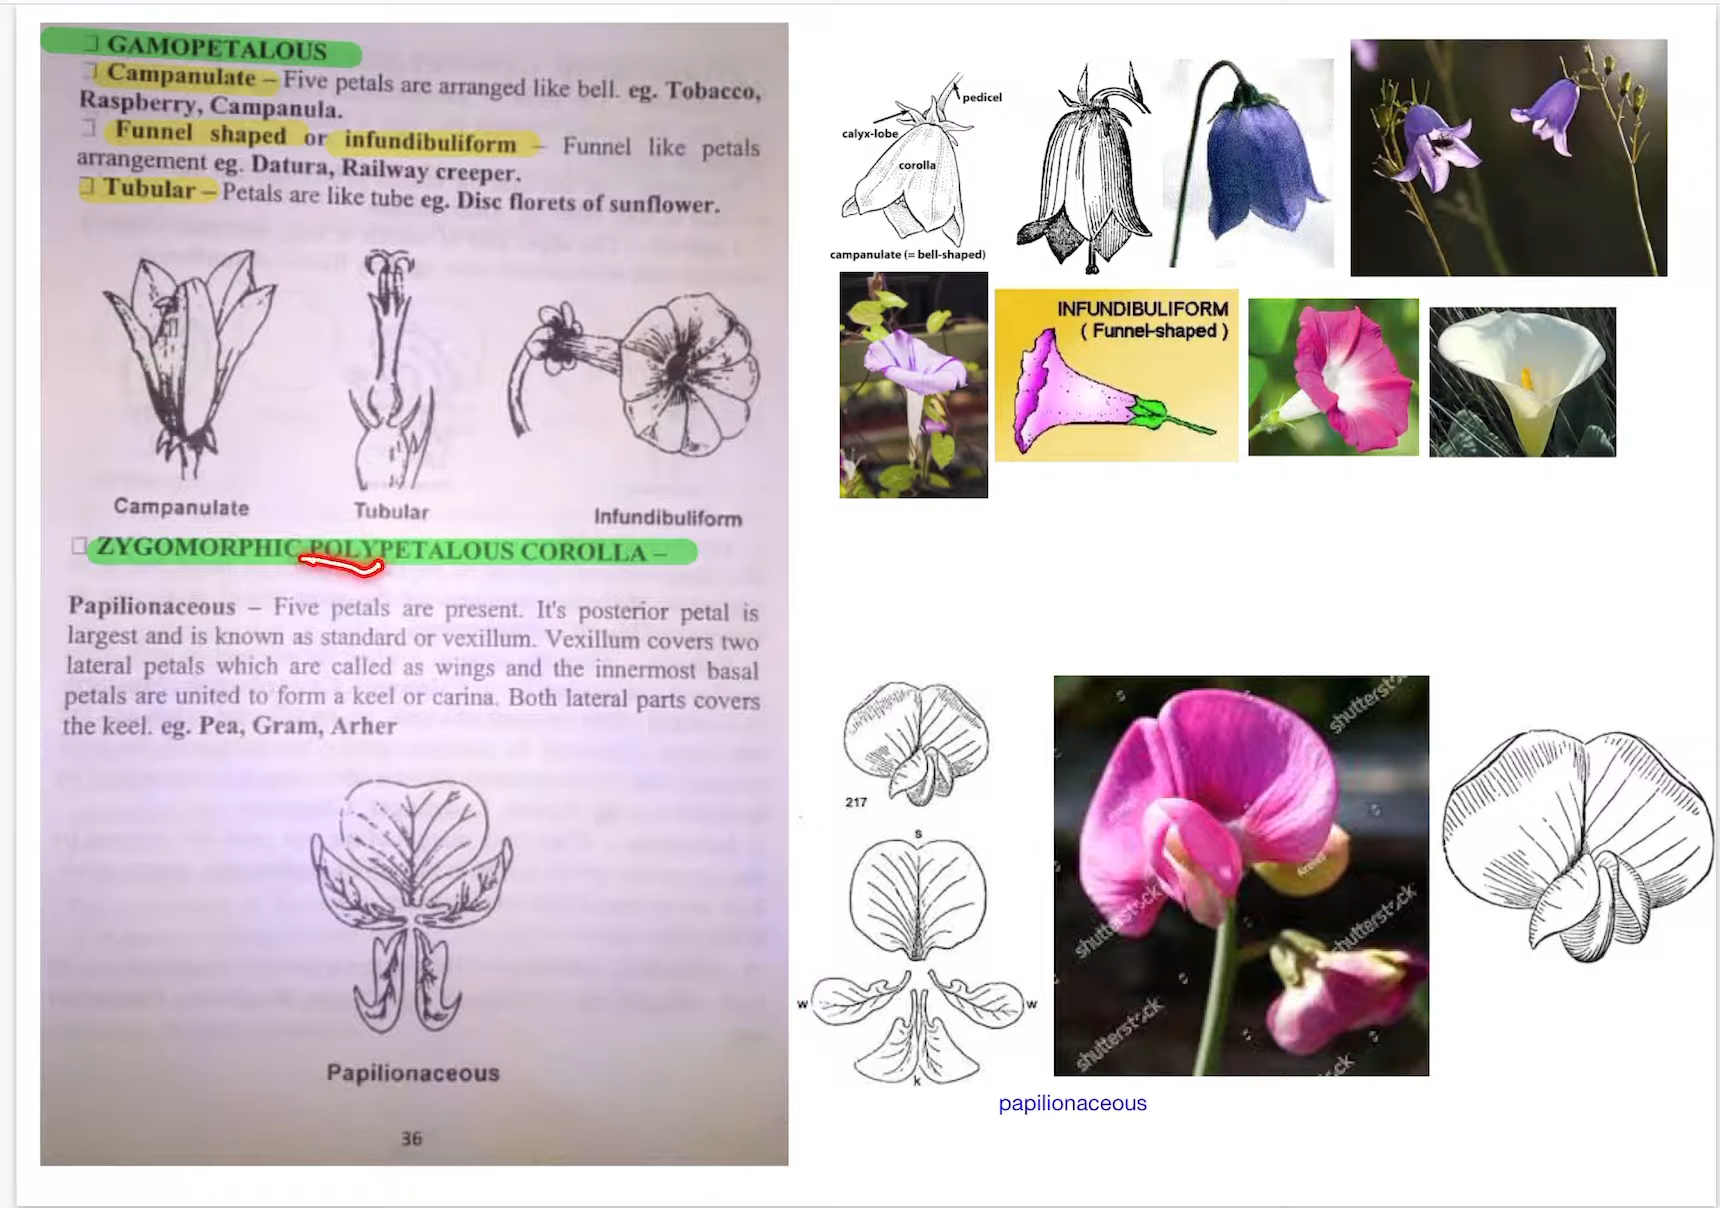 GAMOPETALOUS
Campanulate – Five petals are arranged like bell. eg. Tobacco,
Raspberry, Campanula.
Funnel shaped or infundibuliform – Funnel like petals
arrangement eg. Datura, Railway creeper.
Tubular – Petals are like tube eg. Disc florets of sunflower.
Campanulate
Tubular
Infundibuliform
ZYGOMORPHIC POLYPETALOUS COROLLA –
Papilionaceous – Five petals are present. It's posterior petal is
largest and is known as standard or vexillum. Vexillum covers two
lateral petals which are called as wings and the innermost basal
petals are united to form a keel or carina. Both lateral parts covers
the keel. eg. Pea, Gram, Arher
Papilionaceous
36
pedicel
calyx-lobe
corolla
campanulate (= bell-shaped)
INFUNDIBULIFORM
( Funnel-shaped )
217
s
w
w
k
shutterstock
shutterstock
shutterstock
shutterstock
papilionaceous